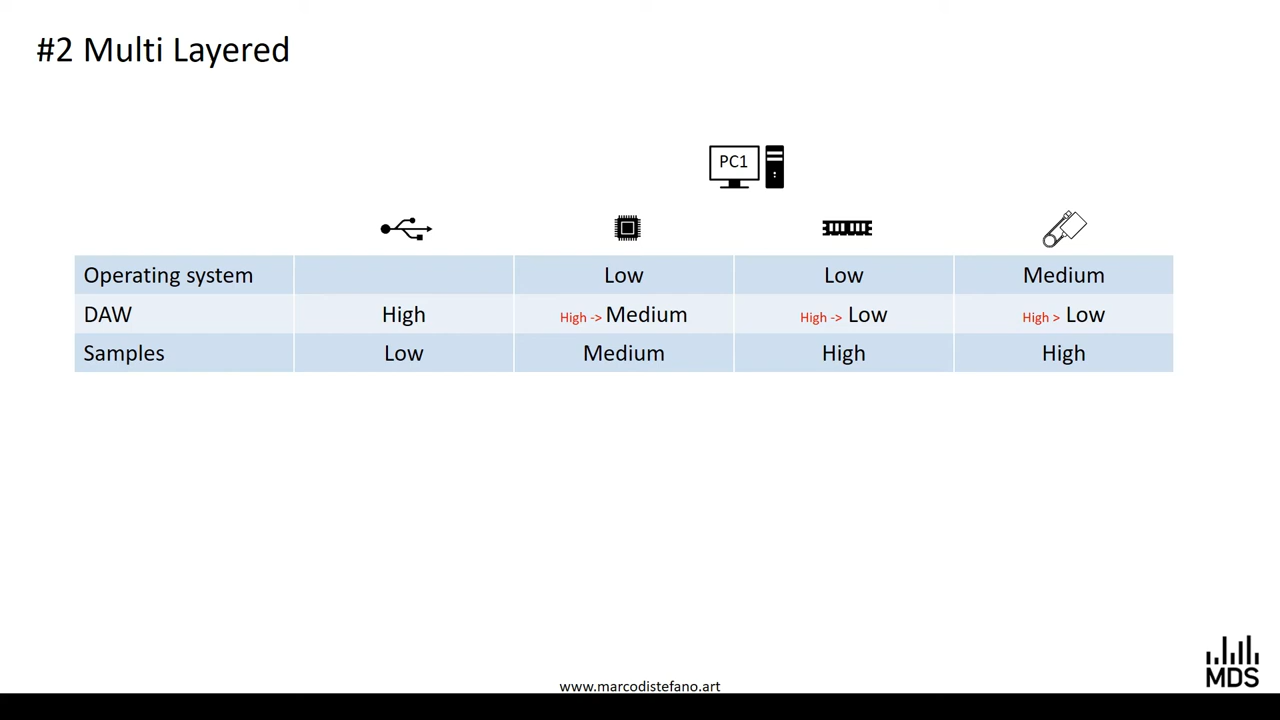 #2 Multi Layered
PC1
Operating system Low Low Medium
DAW High High -> Medium High -> Low High > Low
Samples Low Medium High High
www.marcodistefano.art
MDS